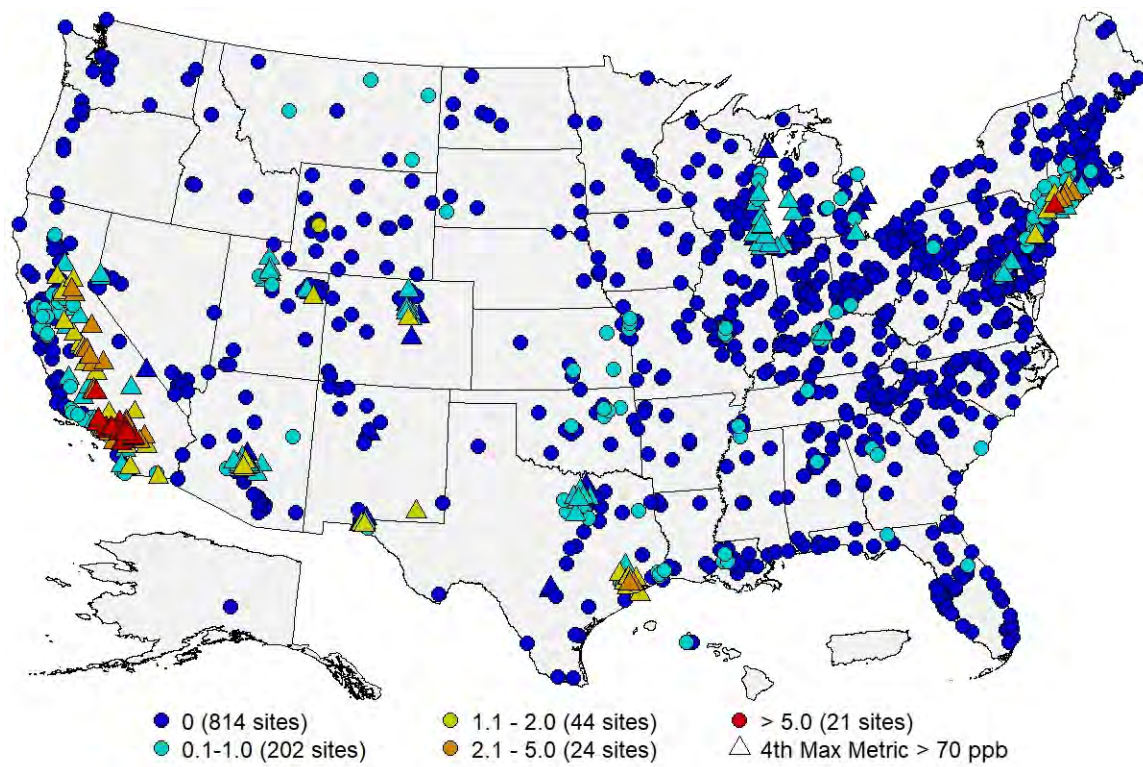 0 (814 sites)
1.1 - 2.0 (44 sites)
> 5.0 (21 sites)
0.1-1.0 (202 sites)
2.1 - 5.0 (24 sites)
4th Max Metric > 70 ppb